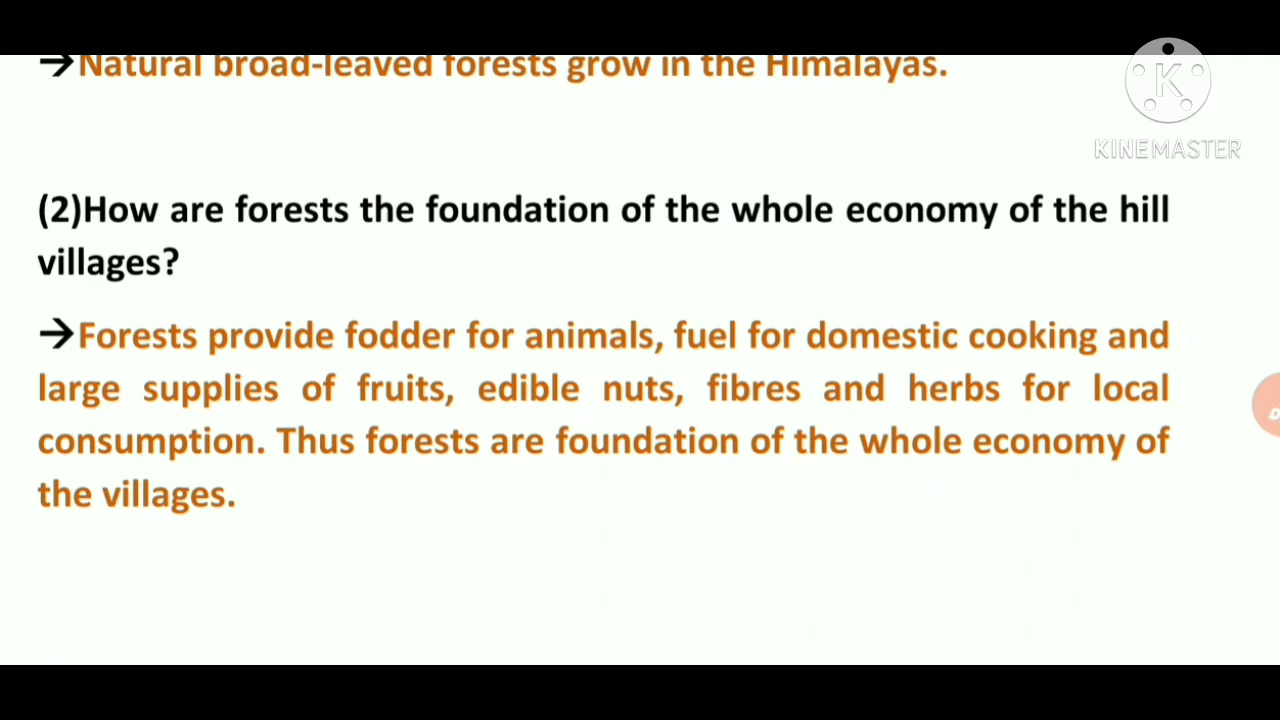 →Natural broad-leaved forests grow in the Himalayas.
K
KINEMASTER
(2)How are forests the foundation of the whole economy of the hill
villages?
→Forests provide fodder for animals, fuel for domestic cooking and
large supplies of fruits, edible nuts, fibres and herbs for local
consumption. Thus forests are foundation of the whole economy of
the villages.